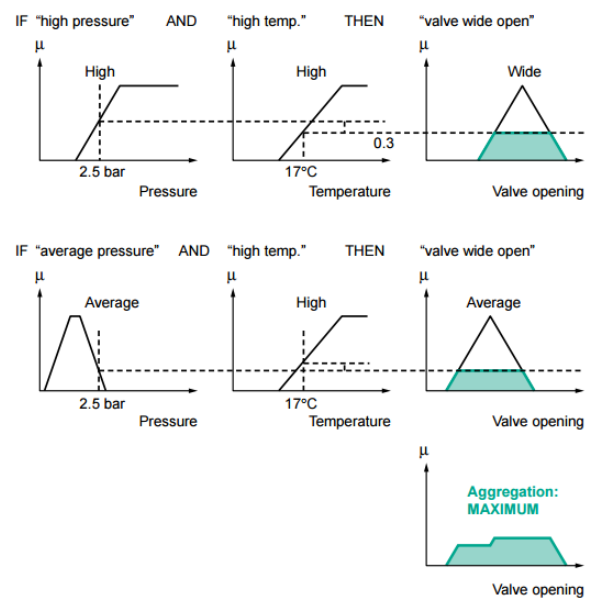 IF “high pressure” AND “high temp.” THEN “valve wide open”
μ μ μ
High High Wide
0.3
2.5 bar 17°C
Pressure Temperature Valve opening
IF “average pressure” AND “high temp.” THEN “valve wide open”
μ μ μ
Average High Average
2.5 bar 17°C
Pressure Temperature Valve opening
μ
Aggregation:
MAXIMUM
Valve opening